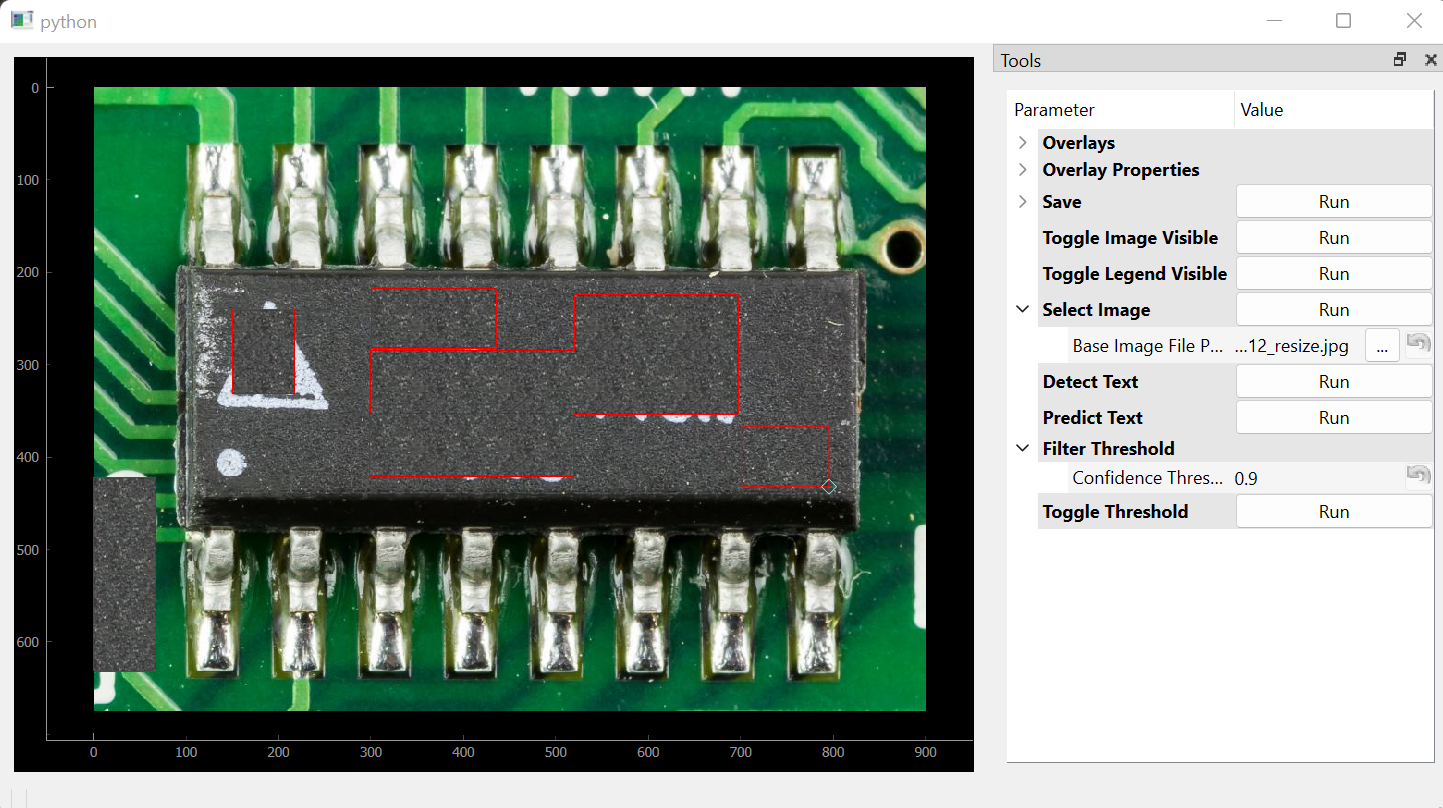 python
Tools
Parameter Value
Overlays
Overlay Properties
Save Run
Toggle Image Visible Run
Toggle Legend Visible Run
Select Image Run
Base Image File P... ...12_resize.jpg ...
Detect Text Run
Predict Text Run
Filter Threshold
Confidence Thres... 0.9
Toggle Threshold Run
0
100
200
300
400
500
600
0 100 200 300 400 500 600 700 800 900